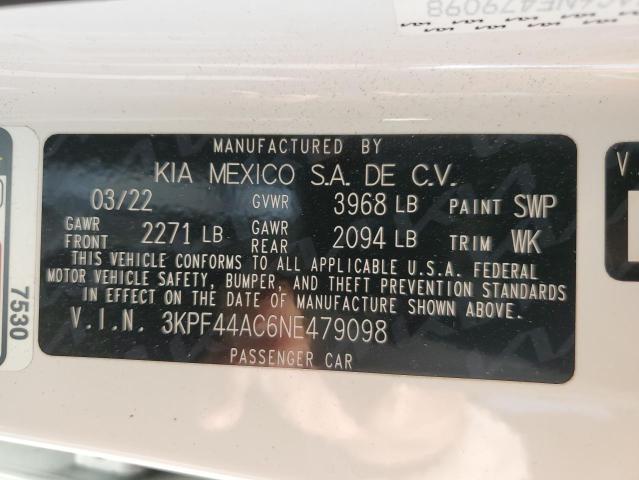 AC6NE479098
MANUFACTURED BY
KIA MEXICO S.A. DE C.V.
03/22 GVWR 3968 LB PAINT SWP
GAWR FRONT 2271 LB GAWR REAR 2094 LB TRIM WK
THIS VEHICLE CONFORMS TO ALL APPLICABLE U.S.A. FEDERAL
MOTOR VEHICLE SAFETY, BUMPER, AND THEFT PREVENTION STANDARDS
IN EFFECT ON THE DATE OF MANUFACTURE SHOWN ABOVE.
V.I.N. 3KPF44AC6NE479098
PASSENGER CAR
7530
V.